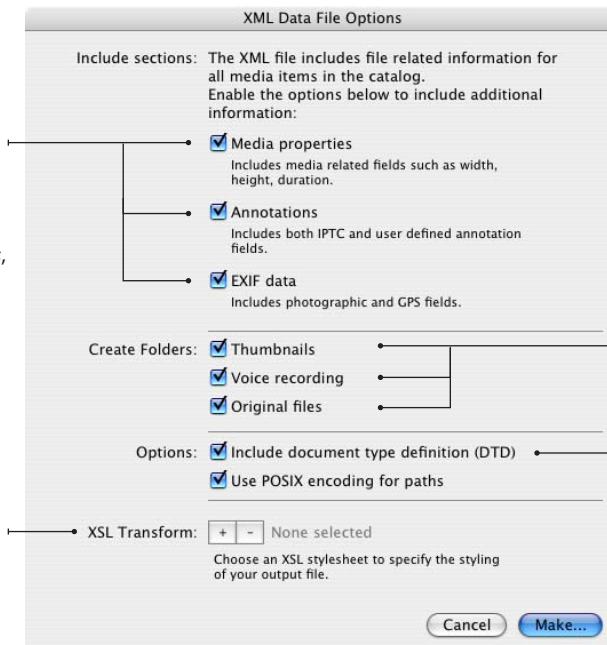 XML Data File Options
Include sections: The XML file includes file related information for
all media items in the catalog.
Enable the options below to include additional
information:
Media properties
Includes media related fields such as width,
height, duration.
Annotations
Includes both IPTC and user defined annotation
fields.
EXIF data
Includes photographic and GPS fields.
Create Folders: Thumbnails
Voice recording
Original files
Options: Include document type definition (DTD)
Use POSIX encoding for paths
XSL Transform: + - None selected
Choose an XSL stylesheet to specify the styling
of your output file.
Cancel Make...